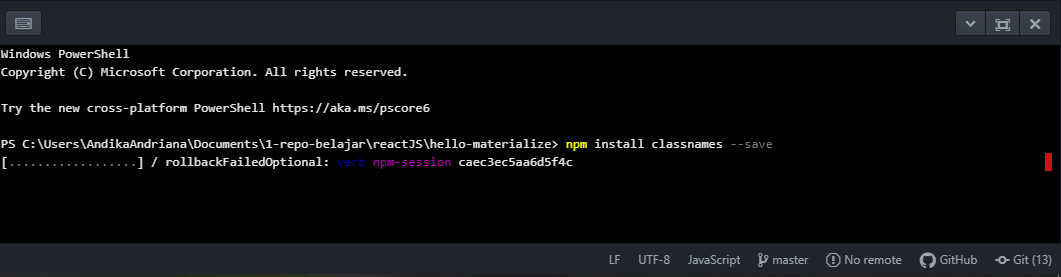 Windows PowerShell
Copyright (C) Microsoft Corporation. All rights reserved.
Try the new cross-platform PowerShell https://aka.ms/pscore6
PS C:\Users\AndikaAndriana\Documents\1-repo-belajar\reactJS\hello-materialize> npm install classnames --save
[..................] / rollbackFailedOptional: verb npm-session caec3ec5aa6d5f4c
LF UTF-8 JavaScript master No remote GitHub Git (13)